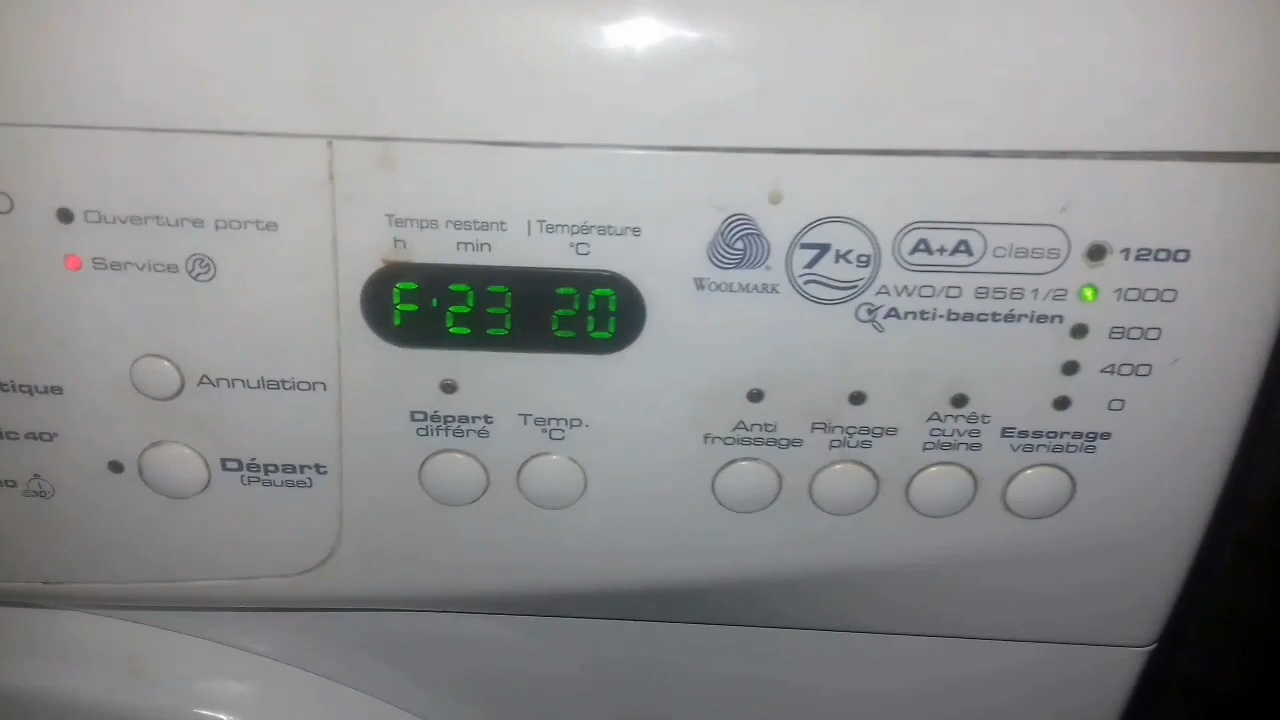 Ouverture porte
Service
tique
Annulation
ic 40°
30'
Départ
(Pause)
Temps restant | Température
h min °C
F·23 20
Départ
différé
Temp.
°C
WOOLMARK
7Kg
A+A class
AWO/D 9561/2
Anti-bactérien
1200
1000
800
400
0
Anti
froissage
Rinçage
plus
Arrêt
cuve
pleine
Essorage
variable